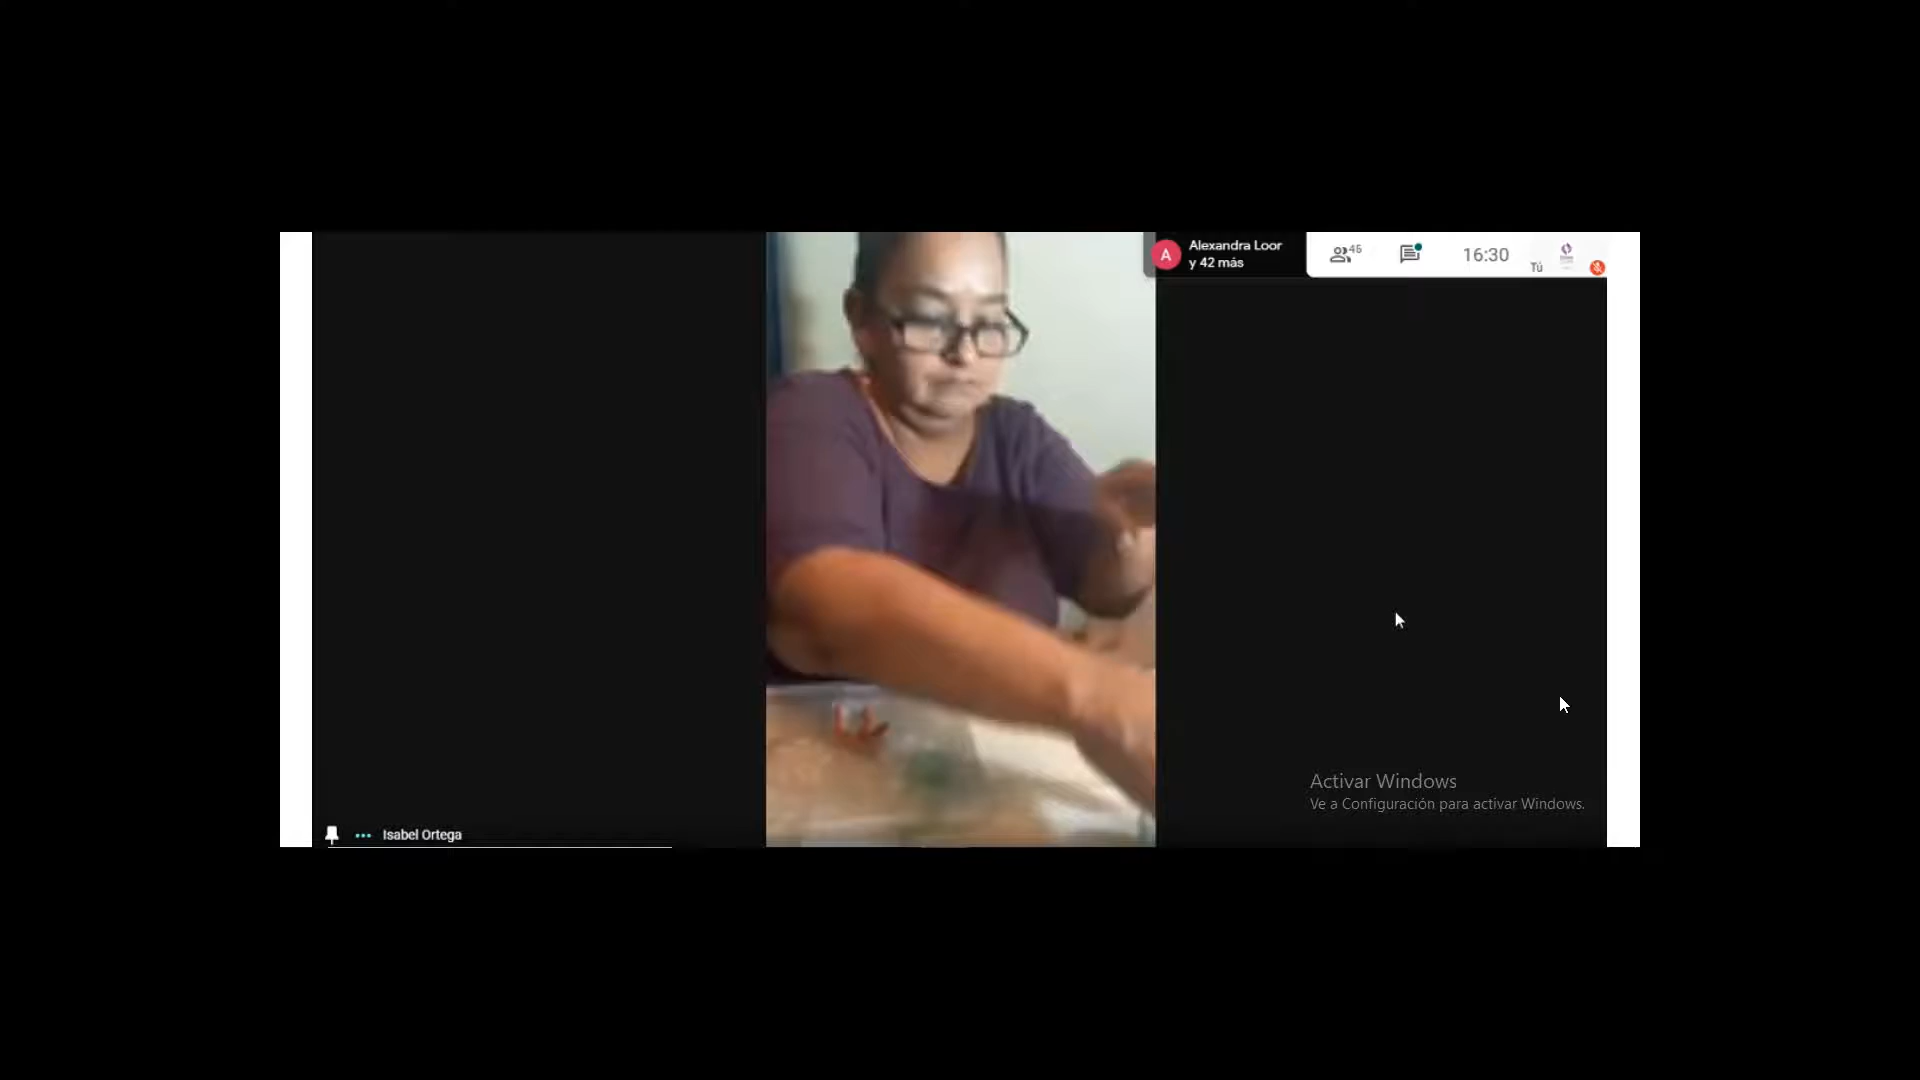 A
Alexandra Loor
y 42 más
45
16:30
Tú
Activar Windows
Ve a Configuración para activar Windows.
Isabel Ortega